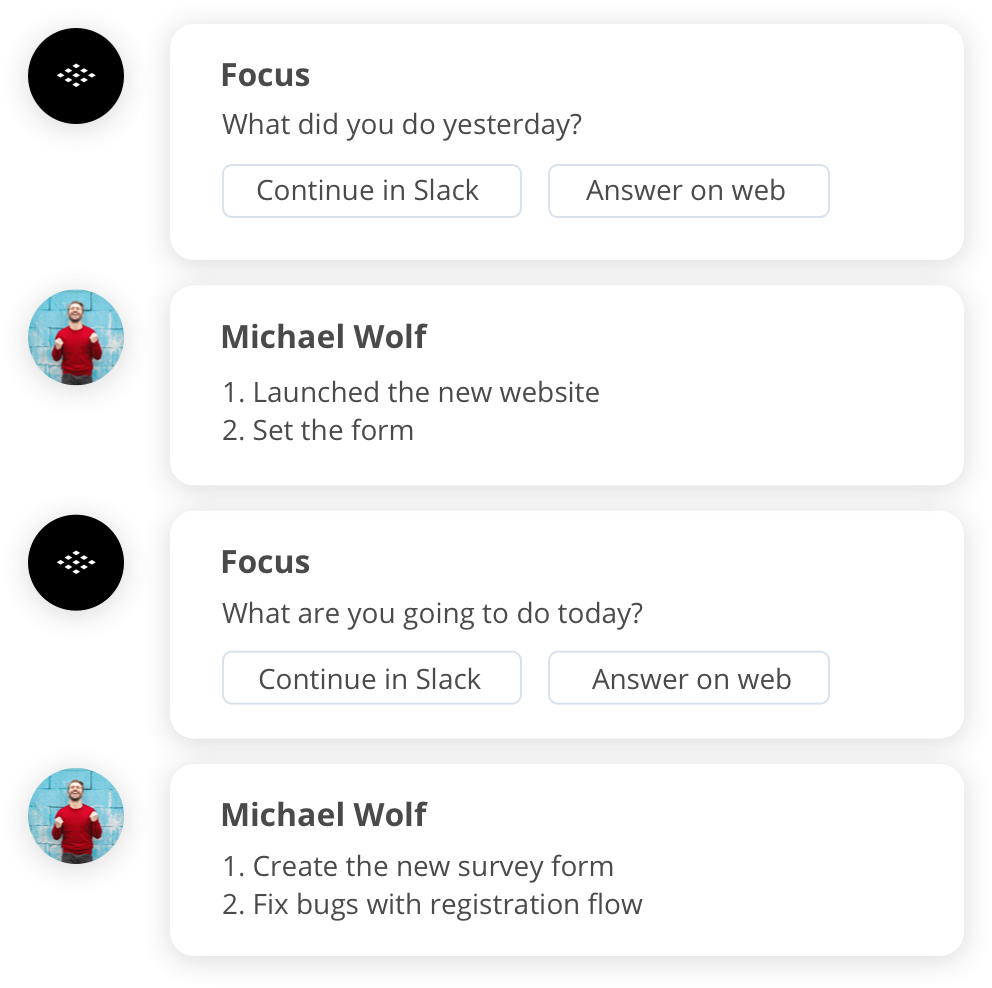 Focus
What did you do yesterday?
Continue in Slack
Answer on web
Michael Wolf
1. Launched the new website
2. Set the form
Focus
What are you going to do today?
Continue in Slack
Answer on web
Michael Wolf
1. Create the new survey form
2. Fix bugs with registration flow